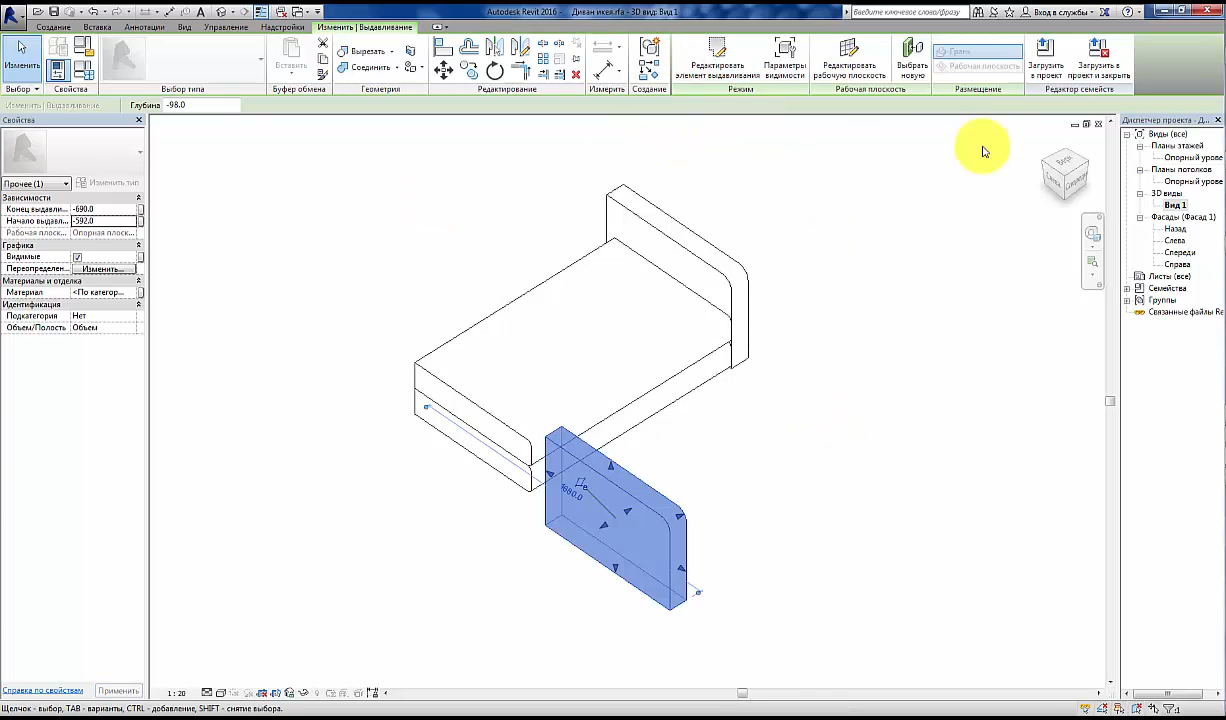 Autodesk Revit 2016 - Диван икея.rfa - 3D вид: Вид 1
Введите ключевое слово/фразу
Вход в службы
Создание
Вставка
Аннотации
Вид
Управление
Надстройки
Изменить | Выдавливание
Изменить
Вставить
Вырезать
Соединить
Редактировать
элемент выдавливания
Параметры
видимости
Редактировать
рабочую плоскость
Выбрать
новую
Грань
Рабочая плоскость
Загрузить
в проект
Загрузить в
проект и закрыть
Выбор
Свойства
Выбор типа
Буфер обмена
Геометрия
Редактирование
Измерить
Создание
Режим
Рабочая плоскость
Размещение
Редактор семейств
Изменить | Выдавливание
Глубина
-98.0
Свойства
Прочее (1)
Изменить тип
Зависимости
Конец выдавли...
-690.0
Начало выдавл...
-592.0
Рабочая плоск...
Опорная плоск...
Графика
Видимые
Переопределен...
Изменить...
Материалы и отделка
Материал
<По категор...
Идентификация
Подкатегория
Нет
Объем/Полость
Объем
Справка по свойствам
Применить
Диспетчер проекта - Д...
Виды (все)
Планы этажей
Опорный урове
Планы потолков
Опорный урове
3D виды
Вид 1
Фасады (Фасад 1)
Назад
Слева
Спереди
Справа
Листы (все)
Семейства
Группы
Связанные файлы Re
Верх
Слева
Спереди
1 : 20
Щелчок - выбор, TAB - варианты, CTRL - добавление, SHIFT - снятие выбора.
:1